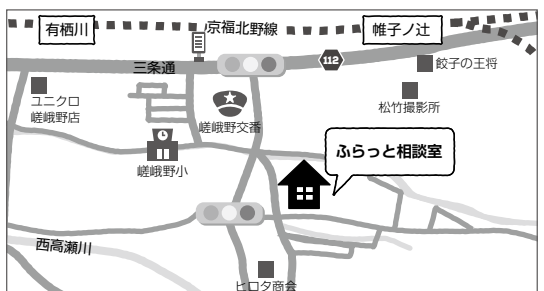 有栖川
京福北野線
帷子ノ辻
三条通
112
餃子の王将
ユニクロ
嵯峨野店
松竹撮影所
嵯峨野交番
嵯峨野小
ふらっと相談室
西高瀬川
ヒロタ商会